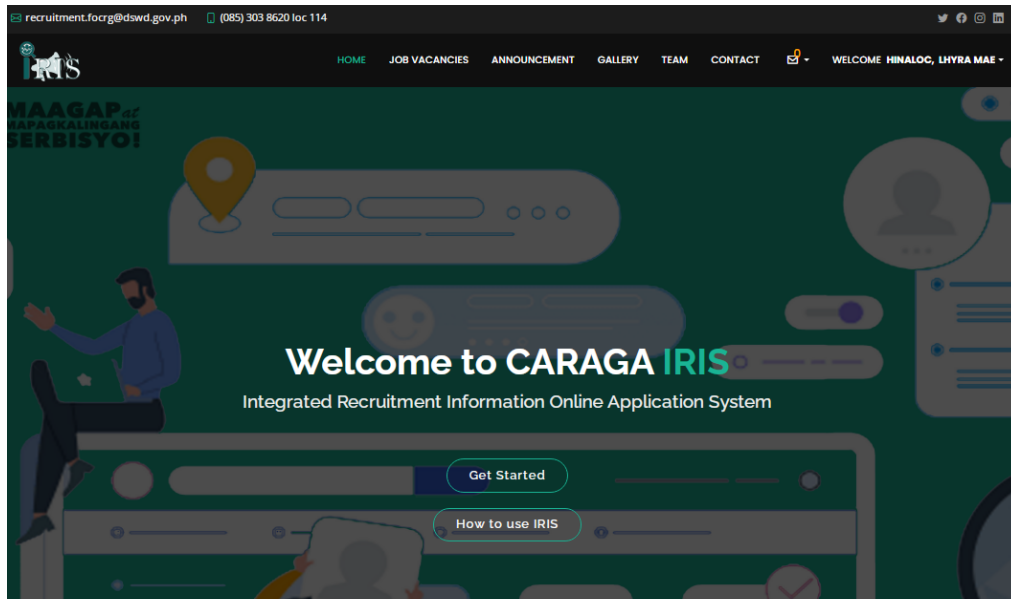 recruitment.focrg@dswd.gov.ph (085) 303 8620 loc 114
iRIS HOME JOB VACANCIES ANNOUNCEMENT GALLERY TEAM CONTACT 0 WELCOME HINALOC, LHYRA MAE
MAAGAP at
MAPAGKALINGANG
SERBISYO!
Welcome to CARAGA IRIS
Integrated Recruitment Information Online Application System
Get Started
How to use IRIS